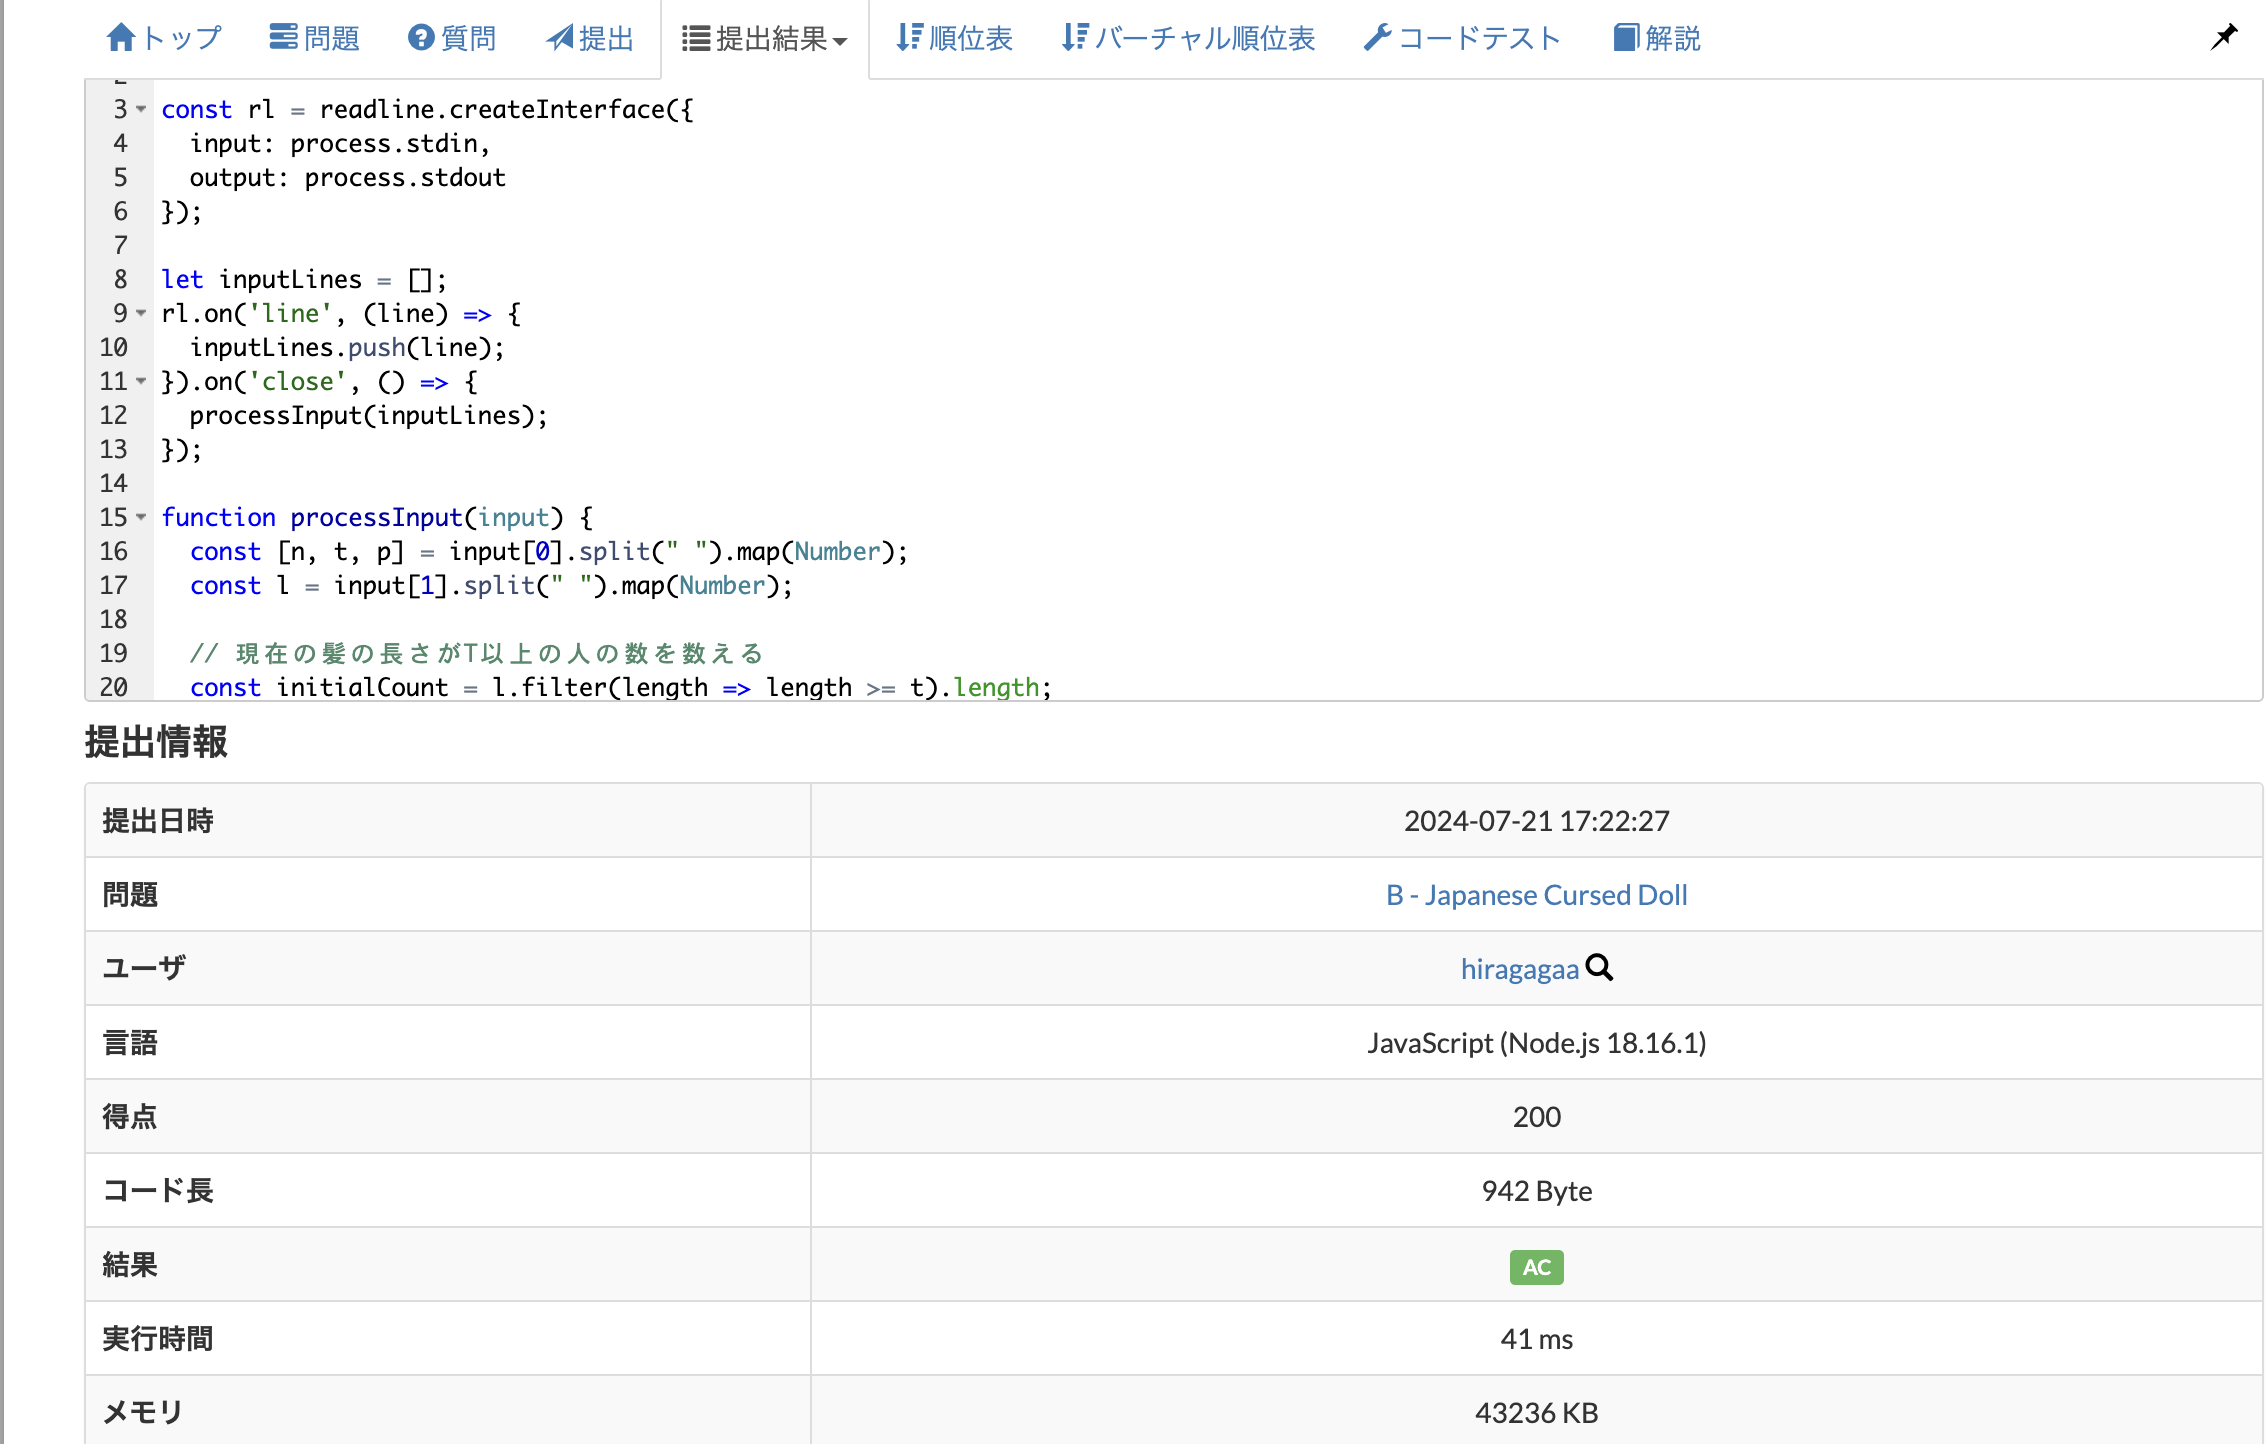 トップ 問題 質問 提出 提出結果 順位表 バーチャル順位表 コードテスト 解説
3 const rl = readline.createInterface({
4 input: process.stdin,
5 output: process.stdout
6 });
7
8 let inputLines = [];
9 rl.on('line', (line) => {
10 inputLines.push(line);
11 }).on('close', () => {
12 processInput(inputLines);
13 });
14
15 function processInput(input) {
16 const [n, t, p] = input[0].split(" ").map(Number);
17 const l = input[1].split(" ").map(Number);
18
19 // 現在の髪の長さがT以上の人の数を数える
20 const initialCount = l.filter(length => length >= t).length;
提出情報
提出日時 2024-07-21 17:22:27
問題 B - Japanese Cursed Doll
ユーザ hiragagaa
言語 JavaScript (Node.js 18.16.1)
得点 200
コード長 942 Byte
結果 AC
実行時間 41 ms
メモリ 43236 KB